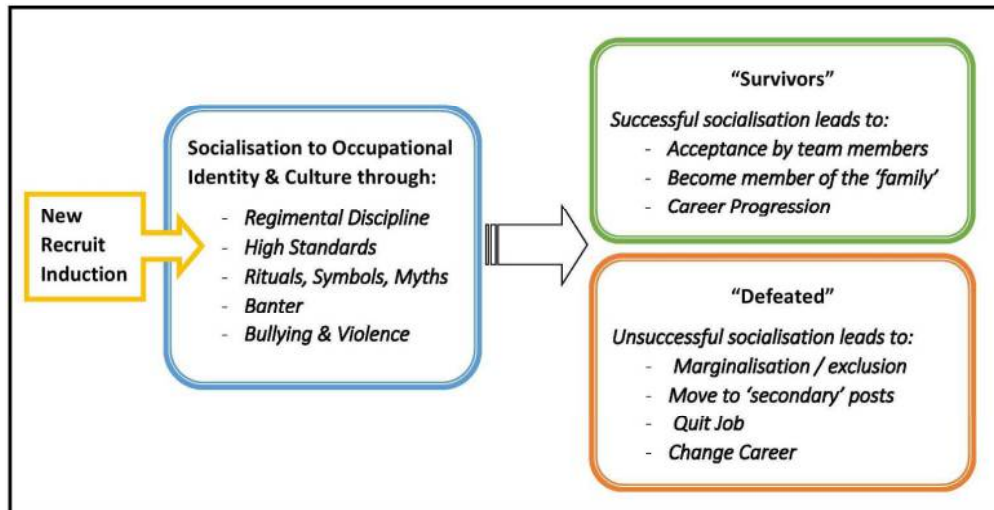 New
Recruit
Induction
Socialisation to Occupational
Identity & Culture through:
- Regimental Discipline
- High Standards
- Rituals, Symbols, Myths
- Banter
- Bullying & Violence
“Survivors”
Successful socialisation leads to:
- Acceptance by team members
- Become member of the ‘family’
- Career Progression
“Defeated”
Unsuccessful socialisation leads to:
- Marginalisation / exclusion
- Move to ‘secondary’ posts
- Quit Job
- Change Career